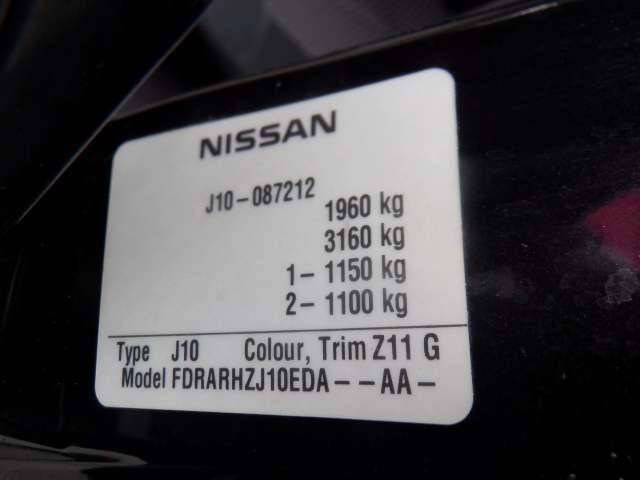 NISSAN
J10-087212
1960 kg
3160 kg
1- 1150 kg
2- 1100 kg
Type J10 Colour, Trim Z11 G
Model FDRARHZJ10EDA--AA-